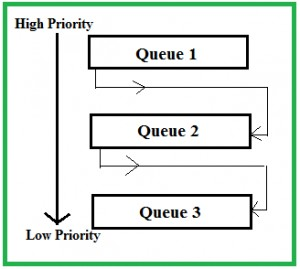 High Priority
Queue 1
Queue 2
Queue 3
Low Priority